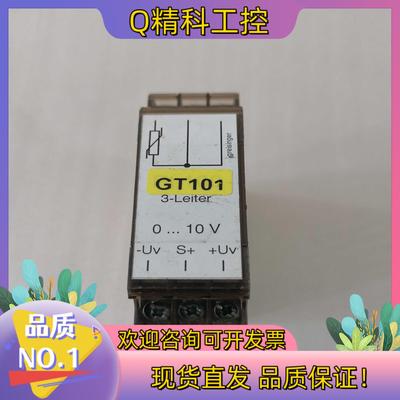 Q精科工控
greisinger
GT101
3-Leiter
0 ... 10 V
-Uv S+ +Uv
品质
NO.1
欢迎咨询可开发票
现货直发 品质保证!